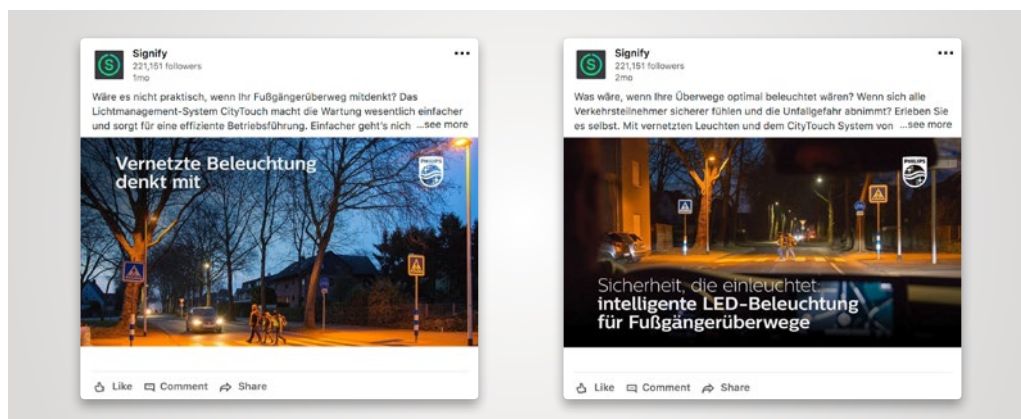 Signify
221,151 followers
1mo
Wäre es nicht praktisch, wenn Ihr Fußgängerüberweg mitdenkt? Das
Lichtmanagement-System CityTouch macht die Wartung wesentlich einfacher
und sorgt für eine effiziente Betriebsführung. Einfacher geht's nich ...see more
Vernetzte Beleuchtung
denkt mit
PHILIPS
Like Comment Share
Signify
221,151 followers
2mo
Was wäre, wenn Ihre Überwege optimal beleuchtet wären? Wenn sich alle
Verkehrsteilnehmer sicherer fühlen und die Unfallgefahr abnimmt? Erleben Sie
es selbst. Mit vernetzten Leuchten und dem CityTouch System von ...see more
PHILIPS
Sicherheit, die einleuchtet:
intelligente LED-Beleuchtung
für Fußgängerüberwege
Like Comment Share